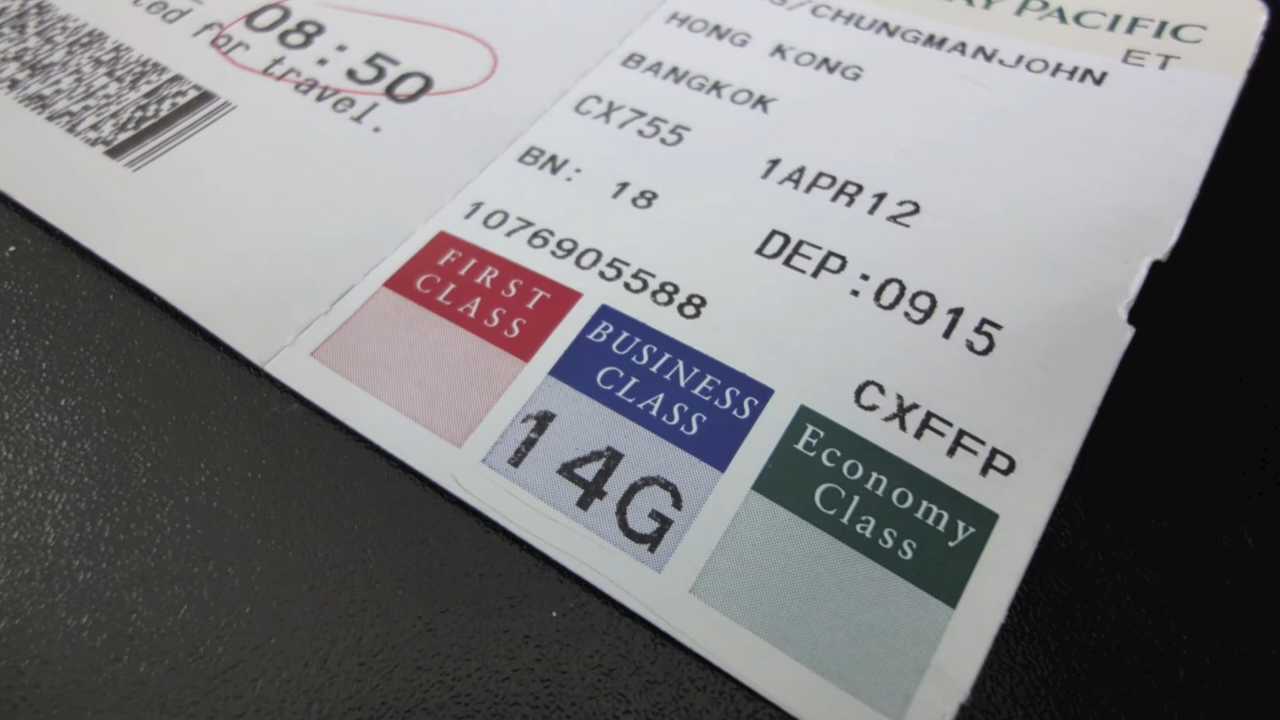 08:50
for
travel.
PACIFIC
ET
/CHUNGMANJOHN
HONG KONG
BANGKOK
CX755 1APR12
BN: 18 DEP:0915
1076905588 CXFFP
FIRST
CLASS
BUSINESS
CLASS
14G
Economy
Class